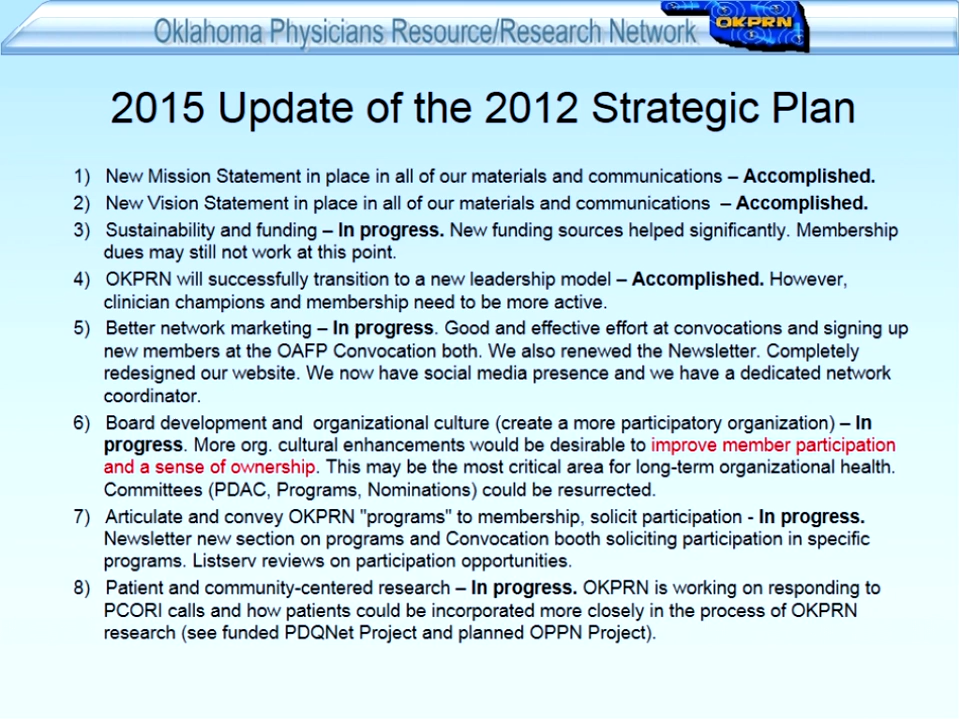 Oklahoma Physicians Resource/Research Network
OKPRN
2015 Update of the 2012 Strategic Plan
1) New Mission Statement in place in all of our materials and communications – Accomplished.
2) New Vision Statement in place in all of our materials and communications – Accomplished.
3) Sustainability and funding – In progress. New funding sources helped significantly. Membership
dues may still not work at this point.
4) OKPRN will successfully transition to a new leadership model – Accomplished. However,
clinician champions and membership need to be more active.
5) Better network marketing – In progress. Good and effective effort at convocations and signing up
new members at the OAFP Convocation both. We also renewed the Newsletter. Completely
redesigned our website. We now have social media presence and we have a dedicated network
coordinator.
6) Board development and organizational culture (create a more participatory organization) – In
progress. More org. cultural enhancements would be desirable to improve member participation
and a sense of ownership. This may be the most critical area for long-term organizational health.
Committees (PDAC, Programs, Nominations) could be resurrected.
7) Articulate and convey OKPRN "programs" to membership, solicit participation - In progress.
Newsletter new section on programs and Convocation booth soliciting participation in specific
programs. Listserv reviews on participation opportunities.
8) Patient and community-centered research – In progress. OKPRN is working on responding to
PCORI calls and how patients could be incorporated more closely in the process of OKPRN
research (see funded PDQNet Project and planned OPPN Project).